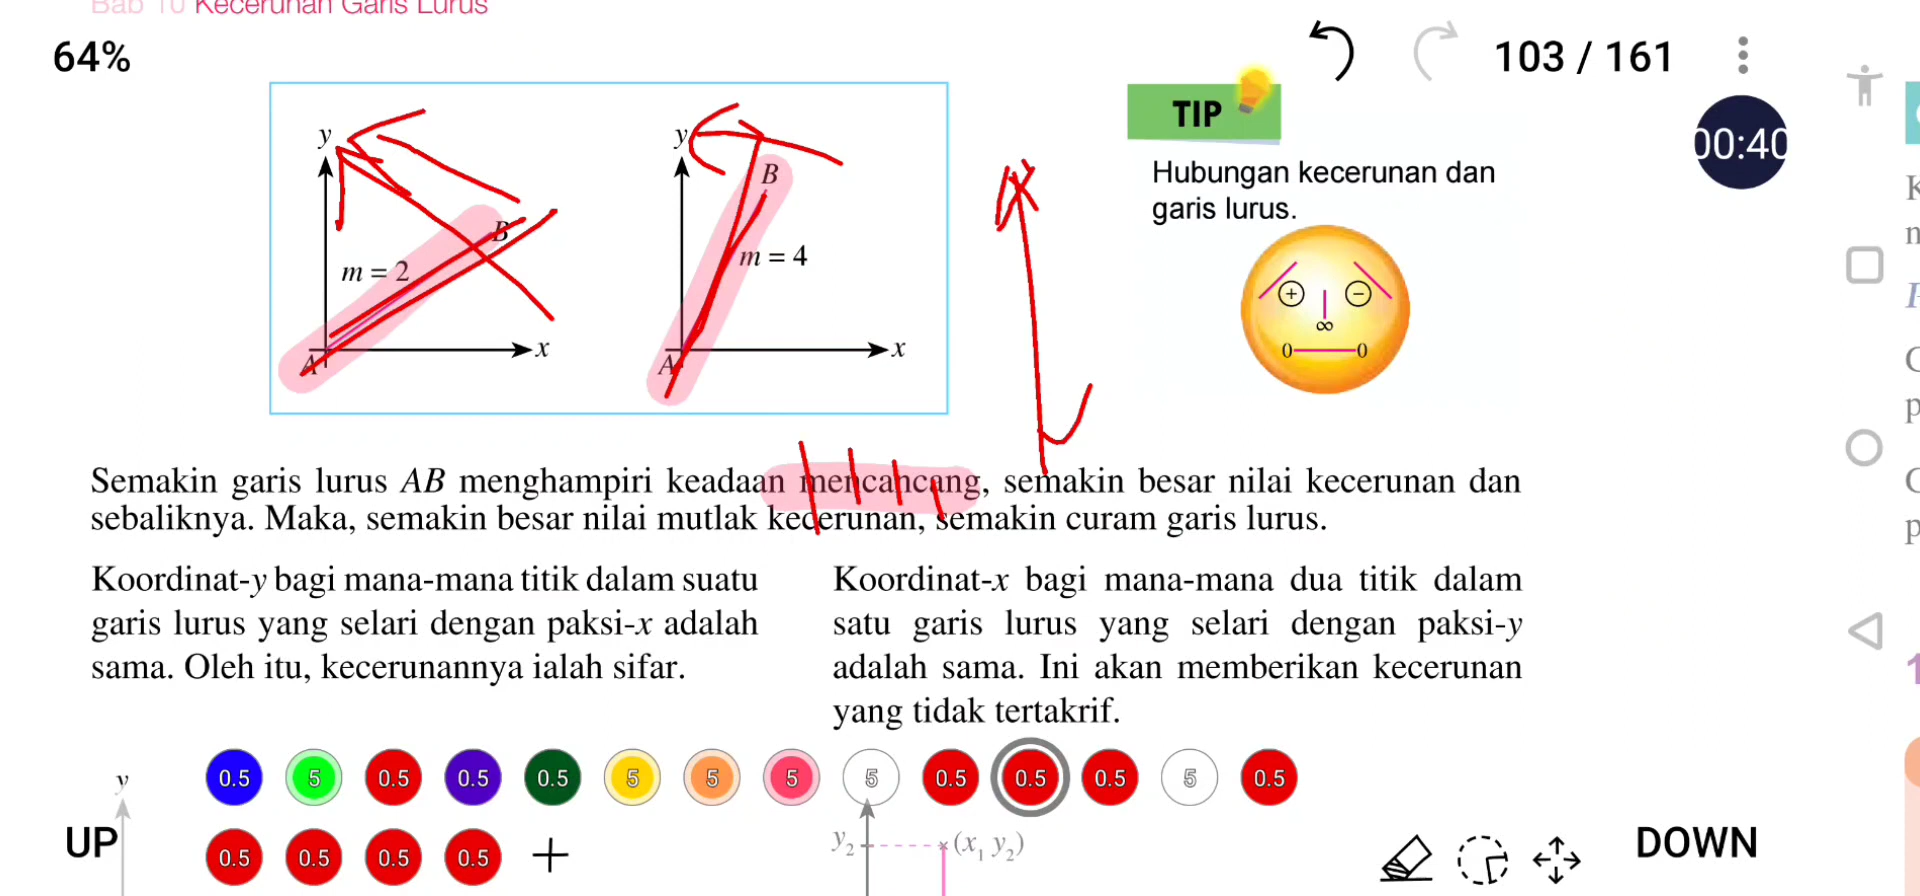 Bab 10 Kecerunan Garis Lurus
64%
103 / 161
00:40
y
B
m = 2
A
x
y
B
m = 4
A
x
TIP
Hubungan kecerunan dan
garis lurus.
+ −
∞
0 0
Semakin garis lurus AB menghampiri keadaan mencancang, semakin besar nilai kecerunan dan
sebaliknya. Maka, semakin besar nilai mutlak kecerunan, semakin curam garis lurus.
Koordinat-y bagi mana-mana titik dalam suatu
garis lurus yang selari dengan paksi-x adalah
sama. Oleh itu, kecerunannya ialah sifar.
Koordinat-x bagi mana-mana dua titik dalam
satu garis lurus yang selari dengan paksi-y
adalah sama. Ini akan memberikan kecerunan
yang tidak tertakrif.
y
0.5 5 0.5 0.5 0.5 5 5 5 5 0.5 0.5 0.5 5 0.5
UP
0.5 0.5 0.5 0.5 +
y₂
(x₁ y₂)
DOWN